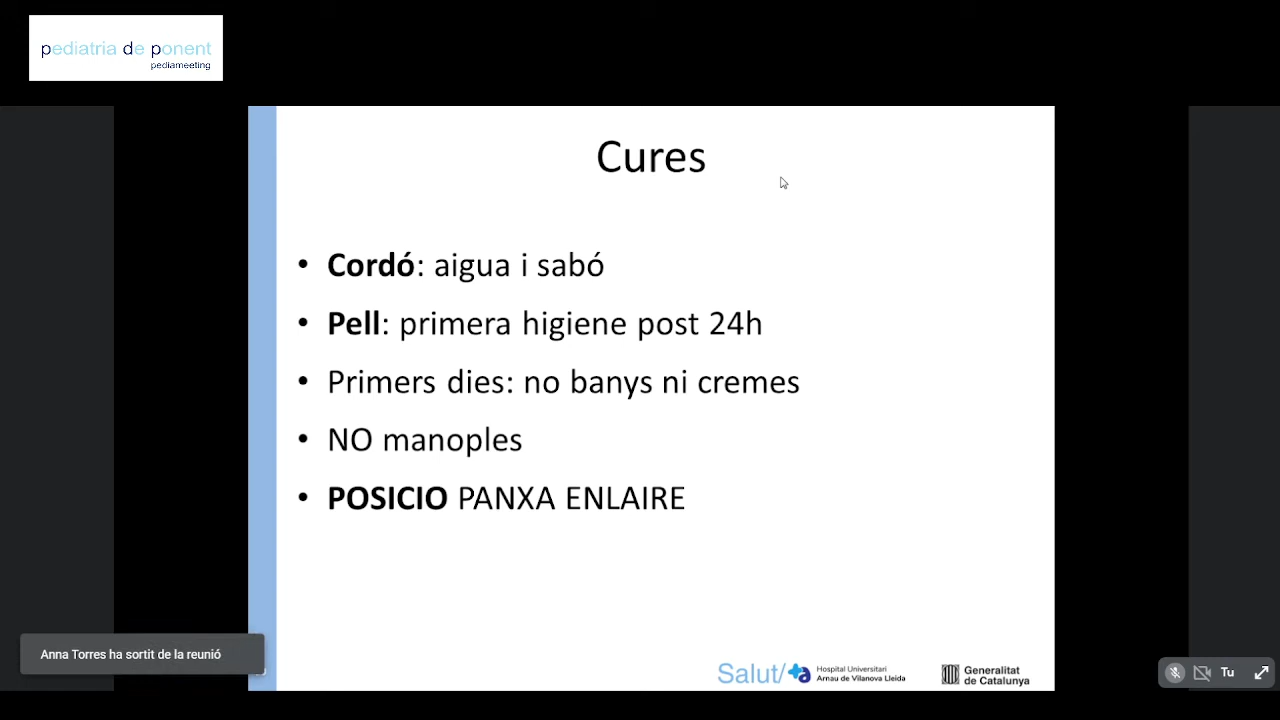 pediatria de ponent
pediameeting
Cures
• Cordó: aigua i sabó
• Pell: primera higiene post 24h
• Primers dies: no banys ni cremes
• NO manoples
• POSICIO PANXA ENLAIRE
Anna Torres ha sortit de la reunió
Salut/
Hospital Universitari
Arnau de Vilanova Lleida
Generalitat
de Catalunya
Tu